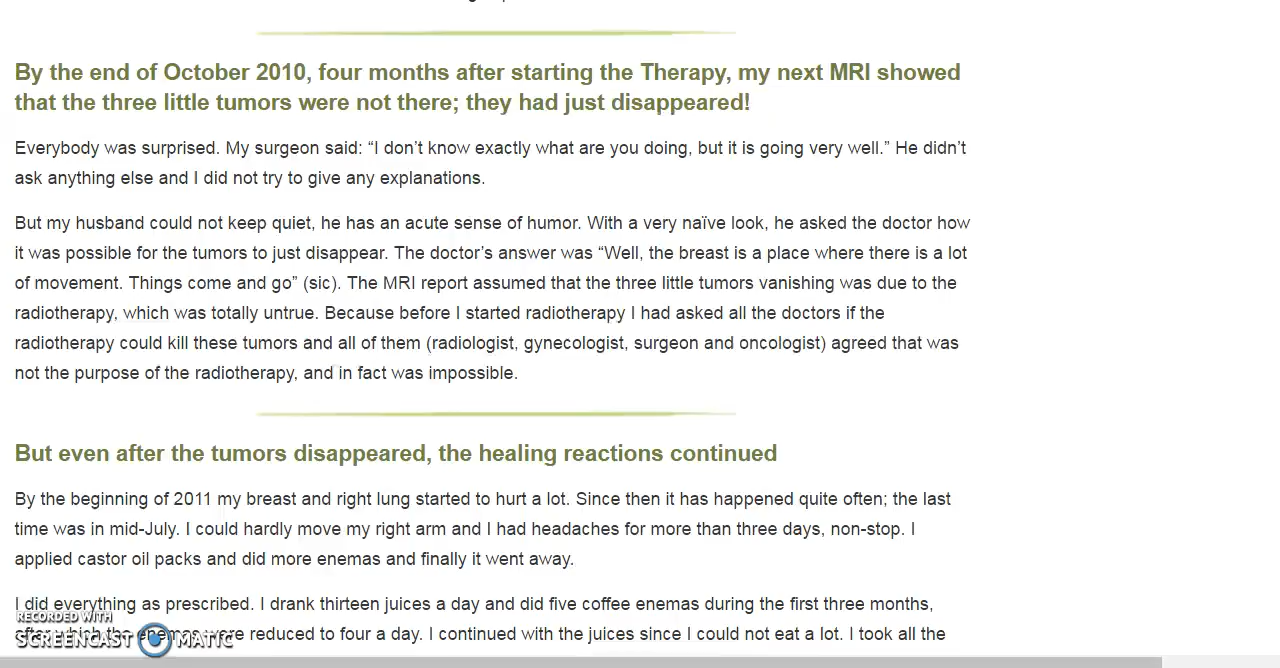 By the end of October 2010, four months after starting the Therapy, my next MRI showed
that the three little tumors were not there; they had just disappeared!
Everybody was surprised. My surgeon said: “I don’t know exactly what are you doing, but it is going very well.” He didn’t
ask anything else and I did not try to give any explanations.
But my husband could not keep quiet, he has an acute sense of humor. With a very naïve look, he asked the doctor how
it was possible for the tumors to just disappear. The doctor’s answer was “Well, the breast is a place where there is a lot
of movement. Things come and go” (sic). The MRI report assumed that the three little tumors vanishing was due to the
radiotherapy, which was totally untrue. Because before I started radiotherapy I had asked all the doctors if the
radiotherapy could kill these tumors and all of them (radiologist, gynecologist, surgeon and oncologist) agreed that was
not the purpose of the radiotherapy, and in fact was impossible.
But even after the tumors disappeared, the healing reactions continued
By the beginning of 2011 my breast and right lung started to hurt a lot. Since then it has happened quite often; the last
time was in mid-July. I could hardly move my right arm and I had headaches for more than three days, non-stop. I
applied castor oil packs and did more enemas and finally it went away.
I did everything as prescribed. I drank thirteen juices a day and did five coffee enemas during the first three months,
after which the enemas were reduced to four a day. I continued with the juices since I could not eat a lot. I took all the
RECORDED WITH
SCREENCAST MATIC